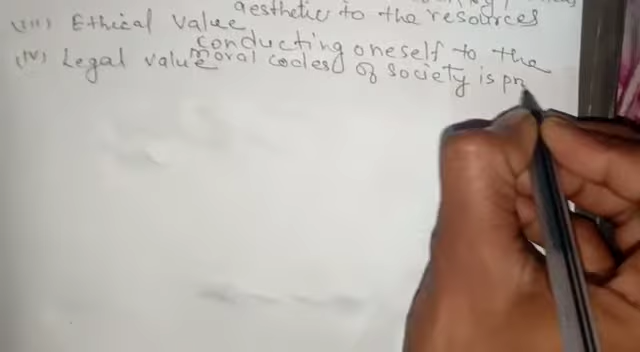 aesthetics to the resources
(III) Ethical value
conducting oneself to the
(IV) Legal value moral codes of society is pr